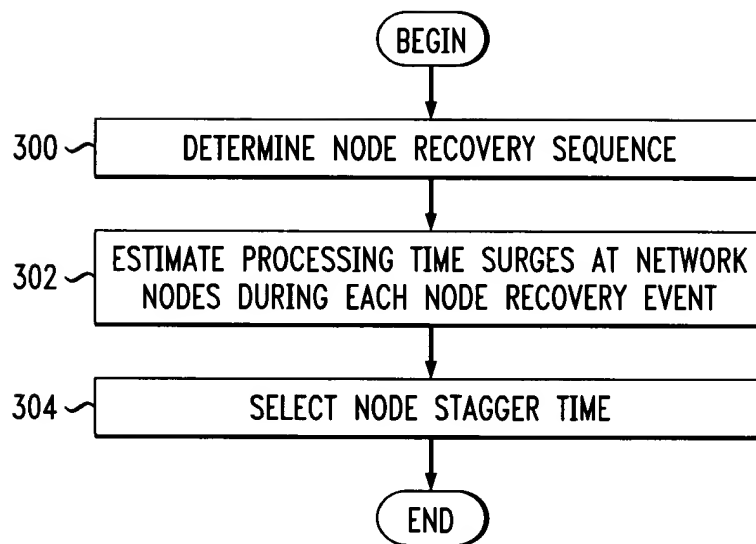 BEGIN
300
DETERMINE NODE RECOVERY SEQUENCE
302
ESTIMATE PROCESSING TIME SURGES AT NETWORK
NODES DURING EACH NODE RECOVERY EVENT
304
SELECT NODE STAGGER TIME
END